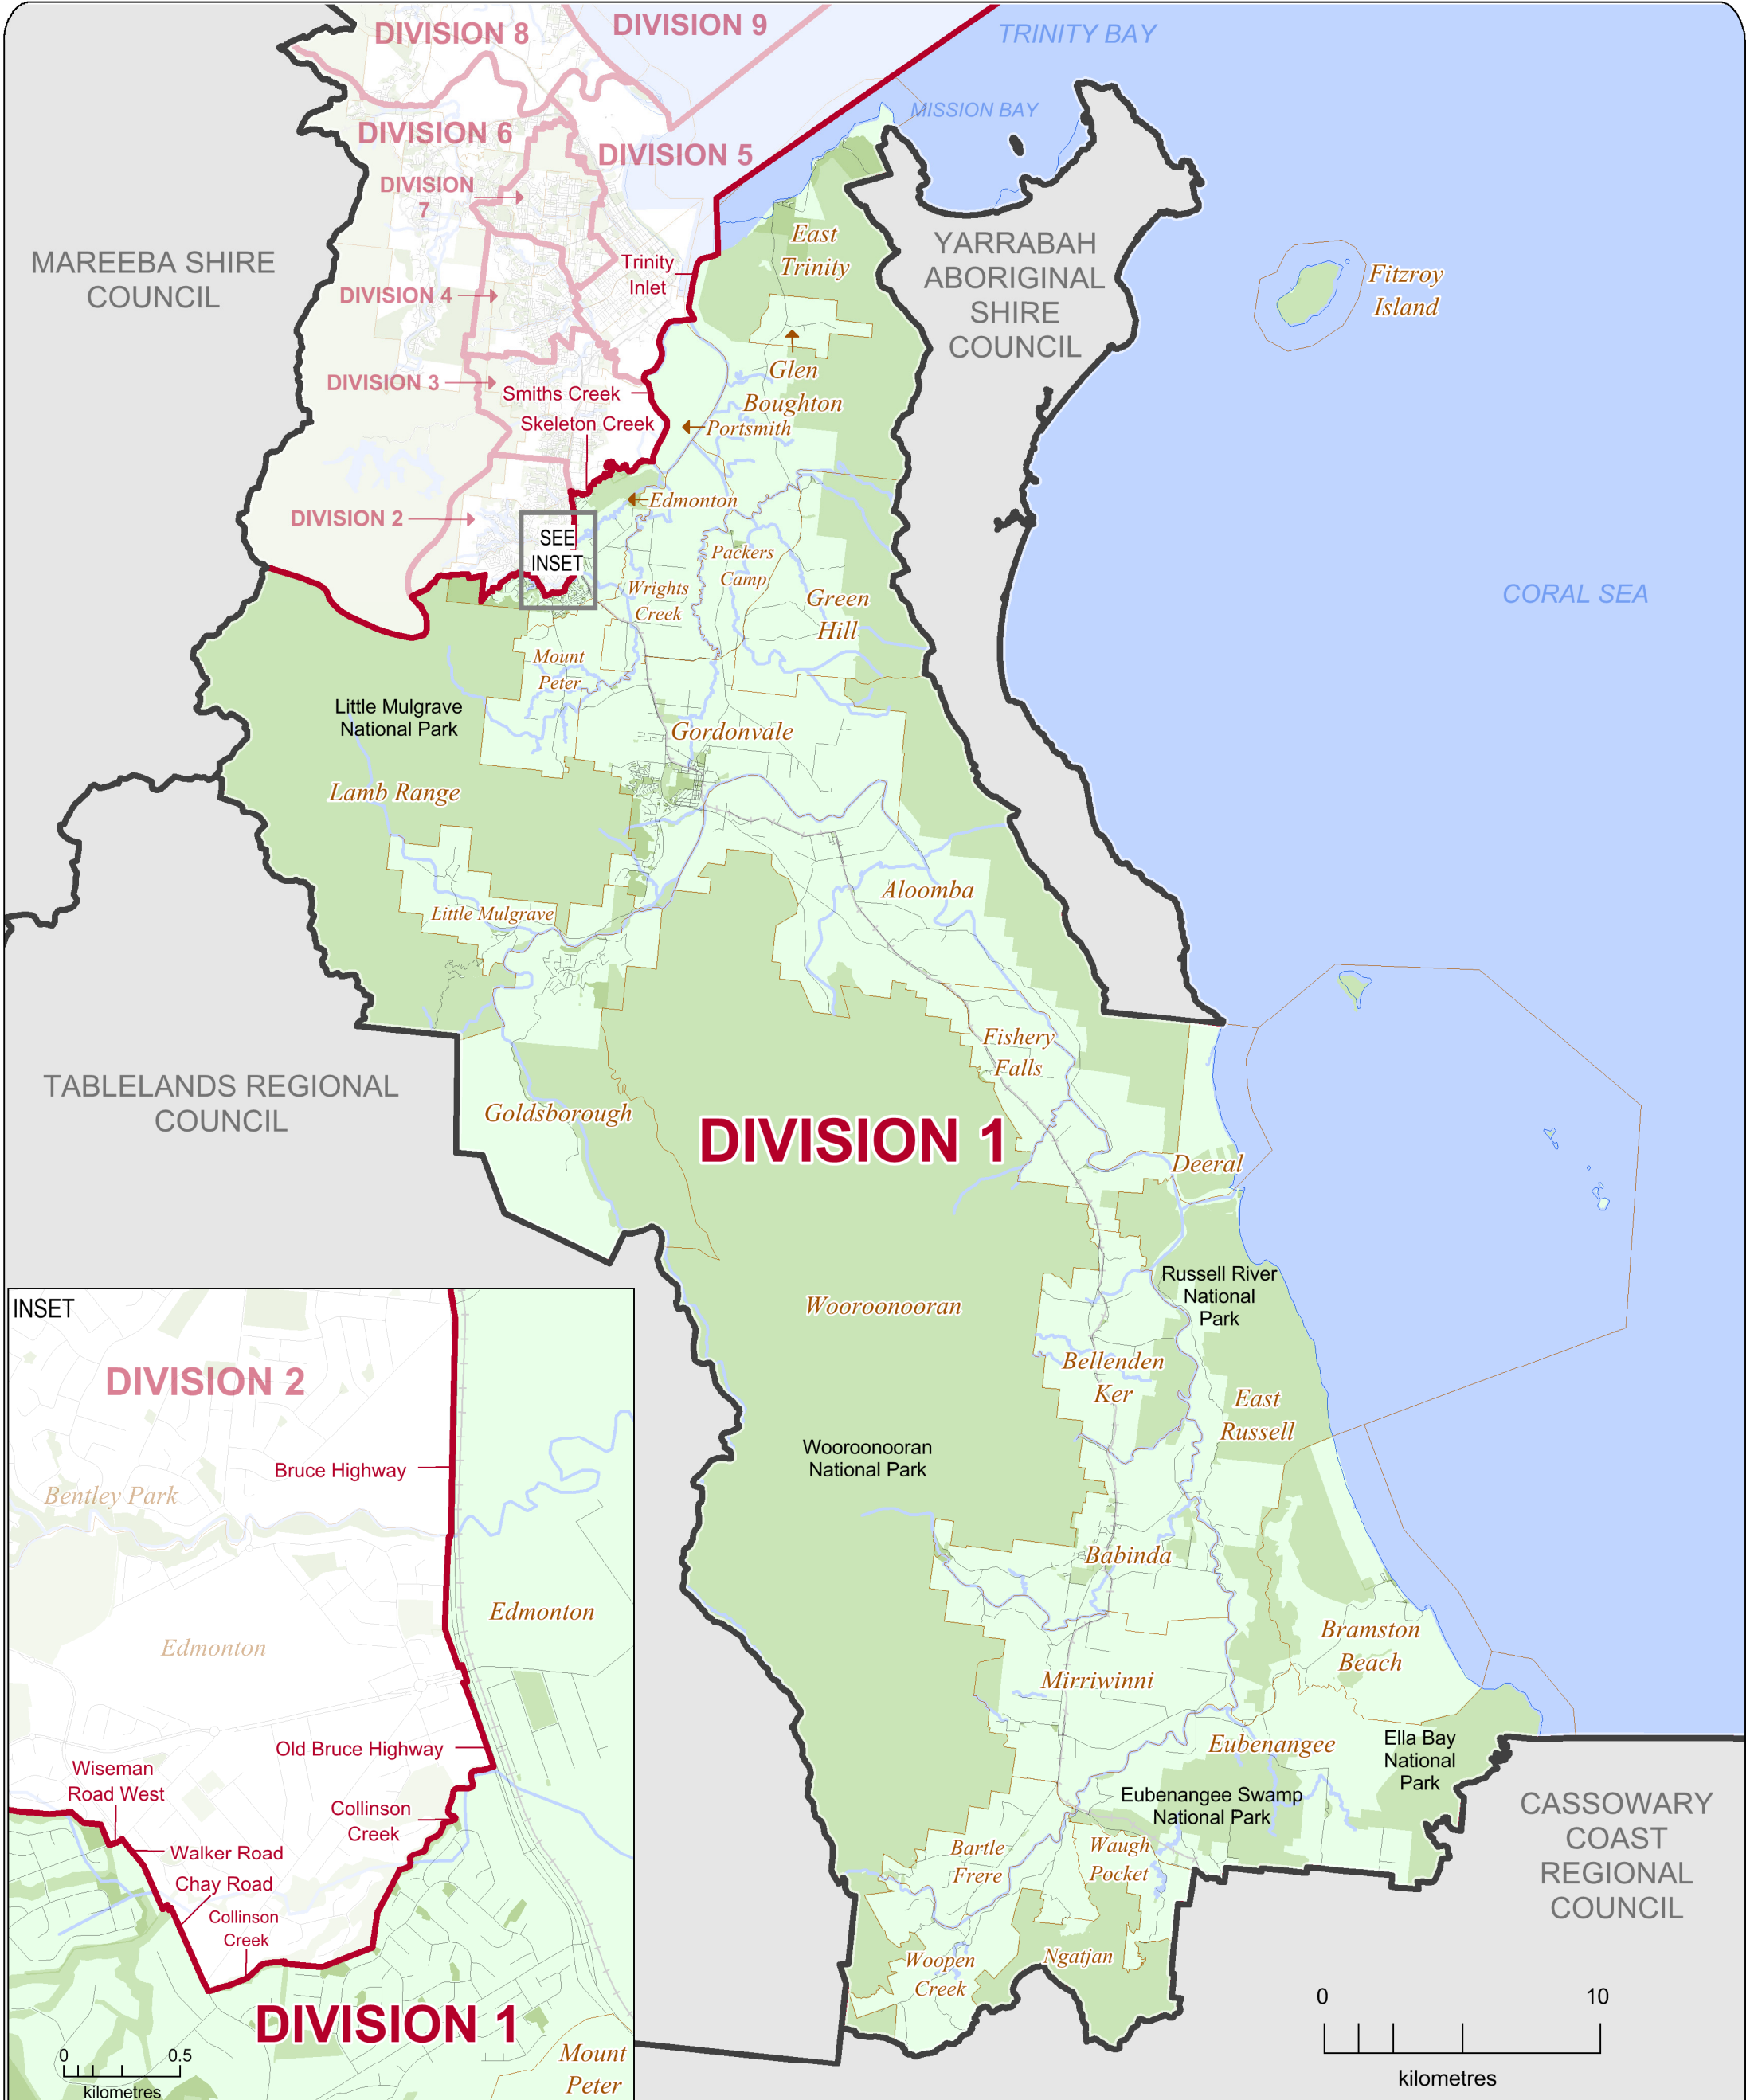 DIVISION 9
DIVISION 8
TRINITY BAY
MISSION BAY
DIVISION 6
DIVISION 5
DIVISION
7
East
Trinity
YARRABAH
ABORIGINAL
SHIRE
COUNCIL
MAREEBA SHIRE
COUNCIL
Trinity
Inlet
Fitzroy
Island
DIVISION 4
Glen
Boughton
DIVISION 3
Smiths Creek
Skeleton Creek
Portsmith
Edmonton
DIVISION 2
SEE
INSET
Packers
Camp
Wrights
Creek
Green
Hill
CORAL SEA
Mount
Peter
Little Mulgrave
National Park
Gordonvale
Lamb Range
Aloomba
Little Mulgrave
Fishery
Falls
TABLELANDS REGIONAL
COUNCIL
Goldsborough
DIVISION 1
Deeral
Russell River
National
Park
Wooroonooran
Bellenden
Ker
East
Russell
Wooroonooran
National Park
Babinda
Bramston
Beach
Mirriwinni
Eubenangee
Ella Bay
National
Park
Eubenangee Swamp
National Park
CASSOWARY
COAST
REGIONAL
COUNCIL
Bartle
Frere
Waugh
Pocket
Woopen
Creek
Ngatjan
0 10
kilometres
INSET
DIVISION 2
Bruce Highway
Bentley Park
Edmonton
Edmonton
Old Bruce Highway
Wiseman
Road West
Collinson
Creek
Walker Road
Chay Road
Collinson
Creek
DIVISION 1
Mount
Peter
0 0.5
kilometres